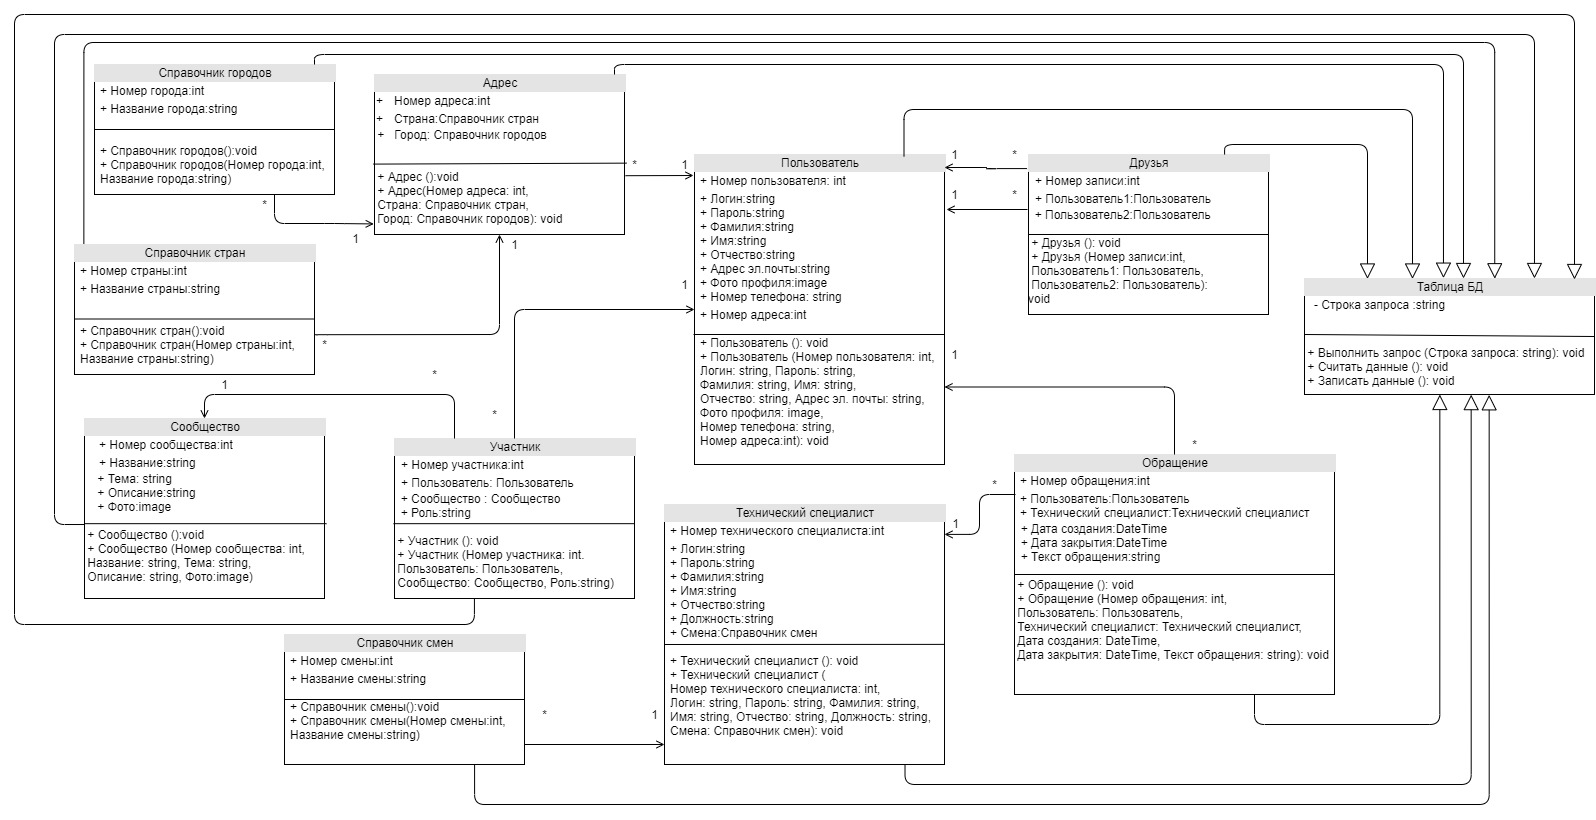 Справочник городов
+ Номер города:int
+ Название города:string
+ Справочник городов():void
+ Справочник городов(Номер города:int,
Название города:string)
*
1
Адрес
+ Номер адреса:int
+ Страна:Справочник стран
+ Город: Справочник городов
+ Адрес ():void
+ Адрес(Номер адреса: int,
Страна: Справочник стран,
Город: Справочник городов): void
*
1
1
Справочник стран
+ Номер страны:int
+ Название страны:string
+ Справочник стран():void
+ Справочник стран(Номер страны:int,
Название страны:string)
*
Пользователь
+ Номер пользователя: int
+ Логин:string
+ Пароль:string
+ Фамилия:string
+ Имя:string
+ Отчество:string
+ Адрес эл.почты:string
+ Фото профиля:image
+ Номер телефона: string
+ Номер адреса:int
+ Пользователь (): void
+ Пользователь (Номер пользователя: int,
Логин: string, Пароль: string,
Фамилия: string, Имя: string,
Отчество: string, Адрес эл. почты: string,
Фото профиля: image,
Номер телефона: string,
Номер адреса:int): void
1
*
1
*
Друзья
+ Номер записи:int
+ Пользователь1:Пользователь
+ Пользователь2:Пользователь
+ Друзья (): void
+ Друзья (Номер записи:int,
Пользователь1: Пользователь,
Пользователь2: Пользователь):
void
Таблица БД
- Строка запроса :string
+ Выполнить запрос (Строка запроса: string): void
+ Считать данные (): void
+ Записать данные (): void
1
*
1
*
Сообщество
+ Номер сообщества:int
+ Название:string
+ Тема: string
+ Описание:string
+ Фото:image
+ Сообщество ():void
+ Сообщество (Номер сообщества: int,
Название: string, Тема: string,
Описание: string, Фото:image)
Участник
+ Номер участника:int
+ Пользователь: Пользователь
+ Сообщество : Сообщество
+ Роль:string
+ Участник (): void
+ Участник (Номер участника: int.
Пользователь: Пользователь,
Сообщество: Сообщество, Роль:string)
1
*
Обращение
+ Номер обращения:int
+ Пользователь:Пользователь
+ Технический специалист:Технический специалист
+ Дата создания:DateTime
+ Дата закрытия:DateTime
+ Текст обращения:string
+ Обращение (): void
+ Обращение (Номер обращения: int,
Пользователь: Пользователь,
Технический специалист: Технический специалист,
Дата создания: DateTime,
Дата закрытия: DateTime, Текст обращения: string): void
*
1
Технический специалист
+ Номер технического специалиста:int
+ Логин:string
+ Пароль:string
+ Фамилия:string
+ Имя:string
+ Отчество:string
+ Должность:string
+ Смена:Справочник смен
+ Технический специалист (): void
+ Технический специалист (
Номер технического специалиста: int,
Логин: string, Пароль: string, Фамилия: string,
Имя: string, Отчество: string, Должность: string,
Смена: Справочник смен): void
Справочник смен
+ Номер смены:int
+ Название смены:string
+ Справочник смены():void
+ Справочник смены(Номер смены:int,
Название смены:string)
*
1